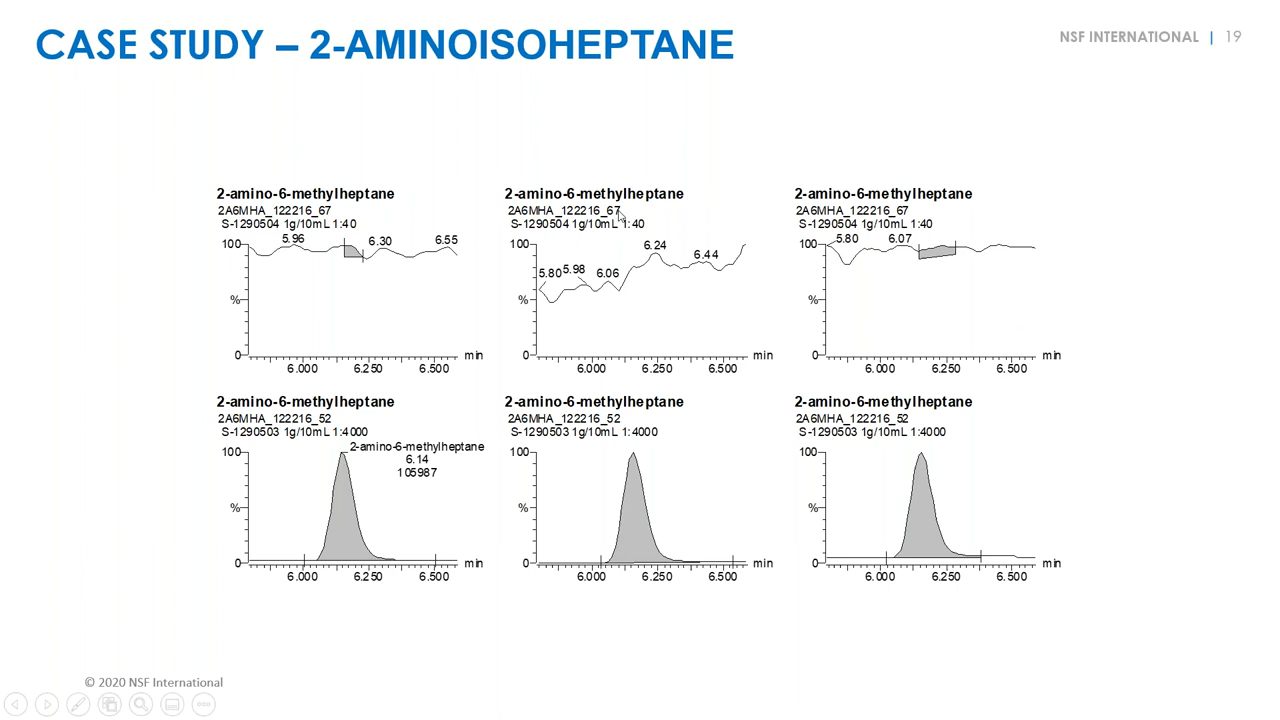 CASE STUDY – 2-AMINOISOHEPTANE
NSF INTERNATIONAL | 19
2-amino-6-methylheptane
2A6MHA_122216_67
S-1290504 1g/10mL 1:40
100
%
0
5.96
6.30
6.55
6.000
6.250
6.500
min
2-amino-6-methylheptane
2A6MHA_122216_67
S-1290504 1g/10mL 1:40
100
%
0
5.80
5.98
6.06
6.24
6.44
6.000
6.250
6.500
min
2-amino-6-methylheptane
2A6MHA_122216_67
S-1290504 1g/10mL 1:40
100
%
0
5.80
6.07
6.000
6.250
6.500
min
2-amino-6-methylheptane
2A6MHA_122216_52
S-1290503 1g/10mL 1:4000
2-amino-6-methylheptane
6.14
105987
100
%
0
6.000
6.250
6.500
min
2-amino-6-methylheptane
2A6MHA_122216_52
S-1290503 1g/10mL 1:4000
100
%
0
6.000
6.250
6.500
min
2-amino-6-methylheptane
2A6MHA_122216_52
S-1290503 1g/10mL 1:4000
100
%
0
6.000
6.250
6.500
min
© 2020 NSF International